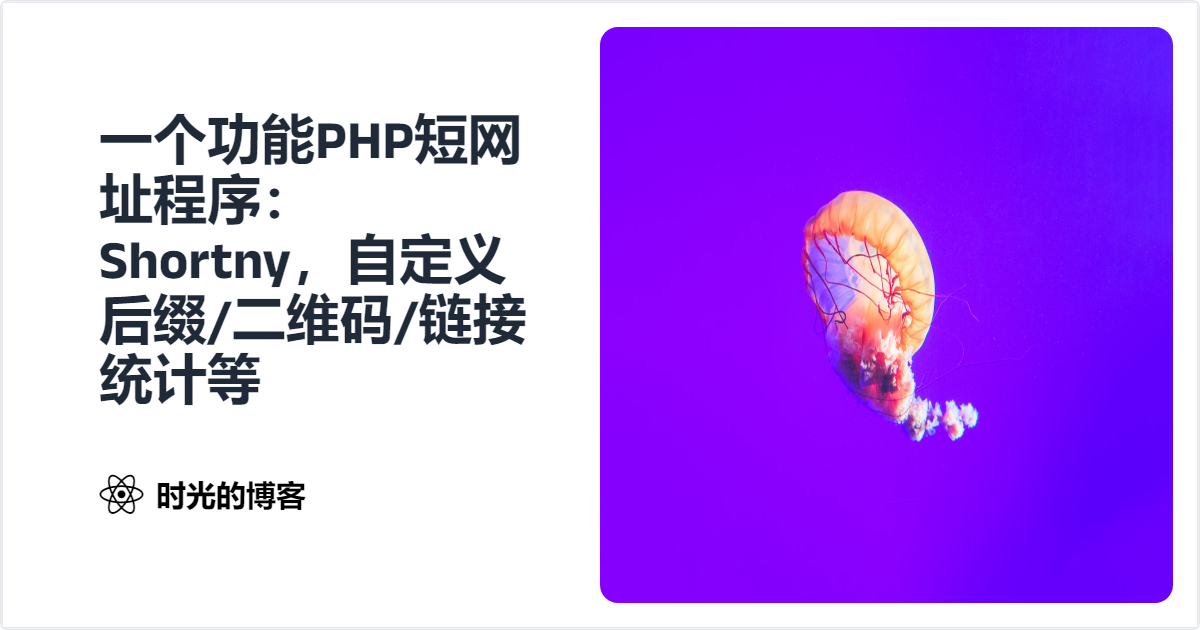 一个功能PHP短网
址程序：
Shortny，自定义
后缀/二维码/链接
统计等
时光的博客